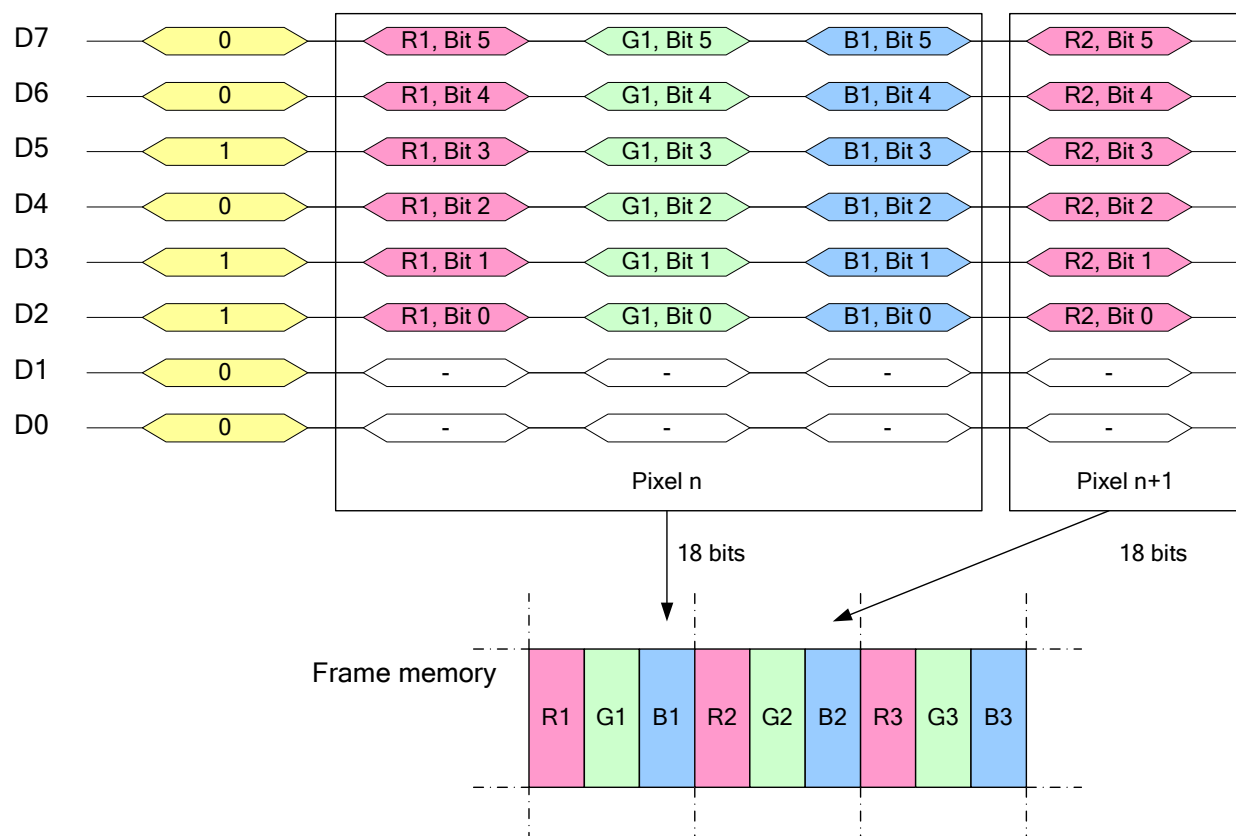 D7 0 R1, Bit 5 G1, Bit 5 B1, Bit 5 R2, Bit 5
D6 0 R1, Bit 4 G1, Bit 4 B1, Bit 4 R2, Bit 4
D5 1 R1, Bit 3 G1, Bit 3 B1, Bit 3 R2, Bit 3
D4 0 R1, Bit 2 G1, Bit 2 B1, Bit 2 R2, Bit 2
D3 1 R1, Bit 1 G1, Bit 1 B1, Bit 1 R2, Bit 1
D2 1 R1, Bit 0 G1, Bit 0 B1, Bit 0 R2, Bit 0
D1 0 - - - -
D0 0 - - - -
Pixel n Pixel n+1
18 bits 18 bits
Frame memory
R1 G1 B1 R2 G2 B2 R3 G3 B3